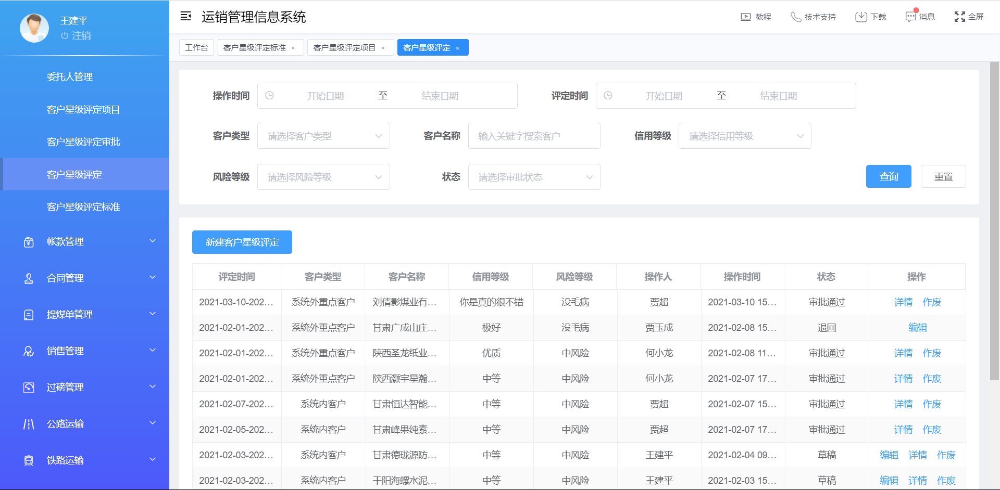 王建平
注销
运销管理信息系统
教程 技术支持 下载 消息 全屏
工作台 客户星级评定标准 × 客户星级评定项目 × 客户星级评定 ×
委托人管理
客户星级评定项目
客户星级评定审批
客户星级评定
客户星级评定标准
帐款管理
合同管理
提煤单管理
销售管理
过磅管理
公路运输
铁路运输
操作时间 开始日期 至 结束日期 评定时间 开始日期 至 结束日期
客户类型 请选择客户类型 客户名称 输入关键字搜索客户 信用等级 请选择信用等级
风险等级 请选择风险等级 状态 请选择审批状态 查询 重置
新建客户星级评定
评定时间 客户类型 客户名称 信用等级 风险等级 操作人 操作时间 状态 操作
2021-03-10-202... 系统外重点客户 刘倩影煤业有... 你是真的很不错 没毛病 贾超 2021-03-10 15... 审批通过 详情 作废
2021-02-01-202... 系统外重点客户 甘肃广成山庄... 极好 没毛病 贾玉成 2021-02-08 15... 退回 编辑
2021-02-01-202... 系统外重点客户 陕西圣龙纸业... 优质 中风险 何小龙 2021-02-08 11... 审批通过 详情 作废
2021-02-01-202... 系统外重点客户 陕西灏宇星瀚... 中等 中风险 何小龙 2021-02-07 17... 审批通过 详情 作废
2021-02-07-202... 系统内客户 甘肃恒达智能... 中等 中风险 贾超 2021-02-07 15... 审批通过 详情 作废
2021-02-05-202... 系统内客户 甘肃峰果纯素... 中等 中风险 贾超 2021-02-07 17... 审批通过 详情 作废
2021-02-03-202... 系统内客户 甘肃德珑源防... 中等 中风险 王建平 2021-02-04 09... 草稿 编辑 详情 作废
2021-02-03-202... 系统内客户 千阳海螺水泥... 中等 中风险 王建平 2021-02-03 15... 草稿 编辑 详情 作废